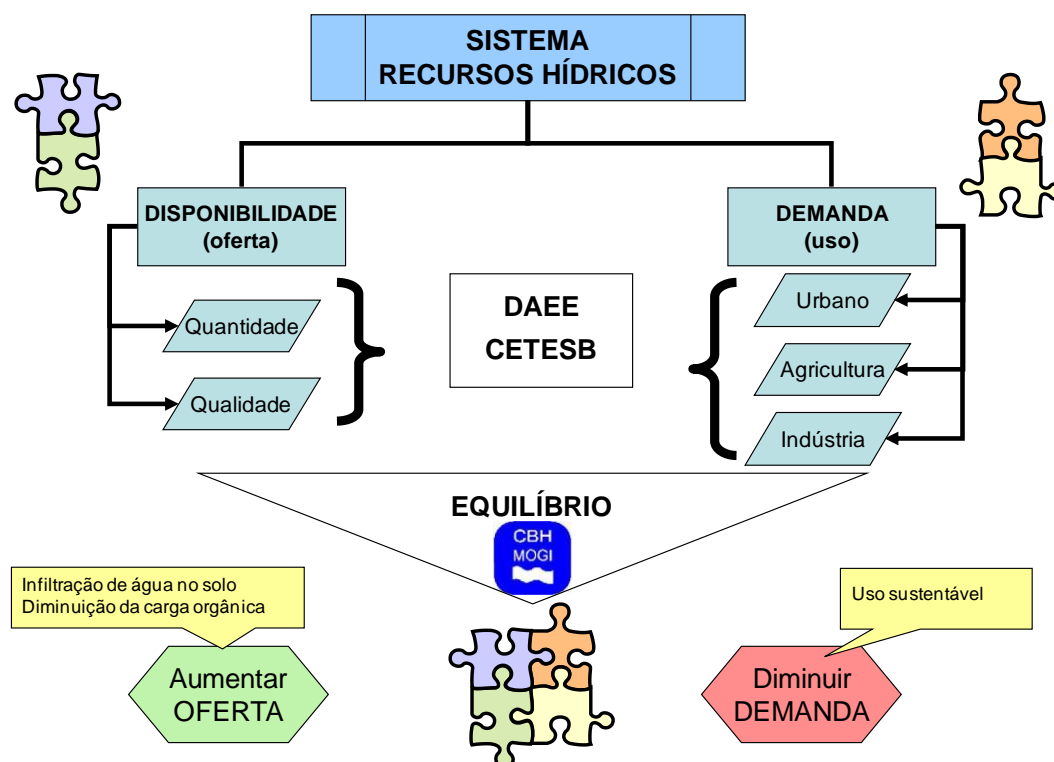 SISTEMA
RECURSOS HÍDRICOS
DISPONIBILIDADE
(oferta)
DEMANDA
(uso)
Quantidade
Qualidade
DAEE
CETESB
Urbano
Agricultura
Indústria
EQUILÍBRIO
CBH
MOGI
Infiltração de água no solo
Diminuição da carga orgânica
Aumentar
OFERTA
Uso sustentável
Diminuir
DEMANDA